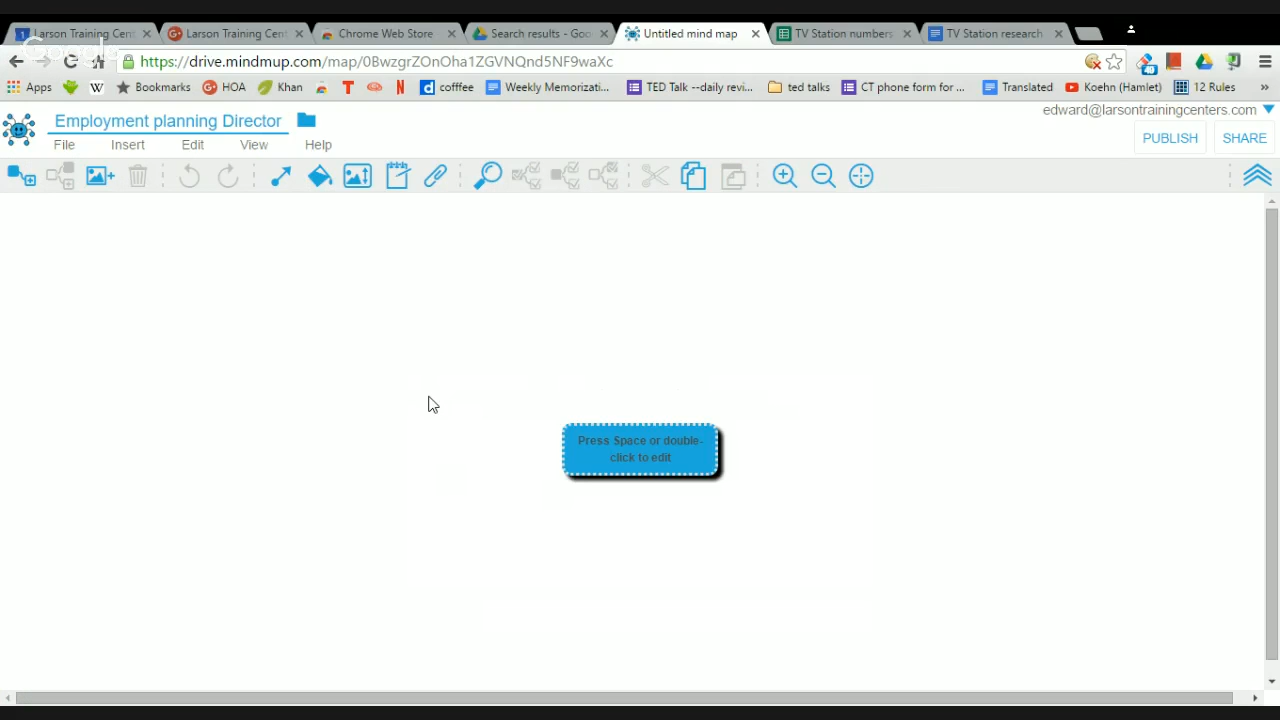 Larson Training Cent
Larson Training Cent
Chrome Web Store
Search results - Goo
Untitled mind map
TV Station numbers
TV Station research
Google
https://drive.mindmup.com/map/0BwzgrZOnOha1ZGVNQnd5NF9waXc
Apps
W
Bookmarks
HOA
Khan
T
N
cofffee
Weekly Memorizati...
TED Talk --daily revi...
ted talks
CT phone form for ...
Translated
Koehn (Hamlet)
12 Rules
»
edward@larsontrainingcenters.com
Employment planning Director
File
Insert
Edit
View
Help
PUBLISH
SHARE
Press Space or double-
click to edit